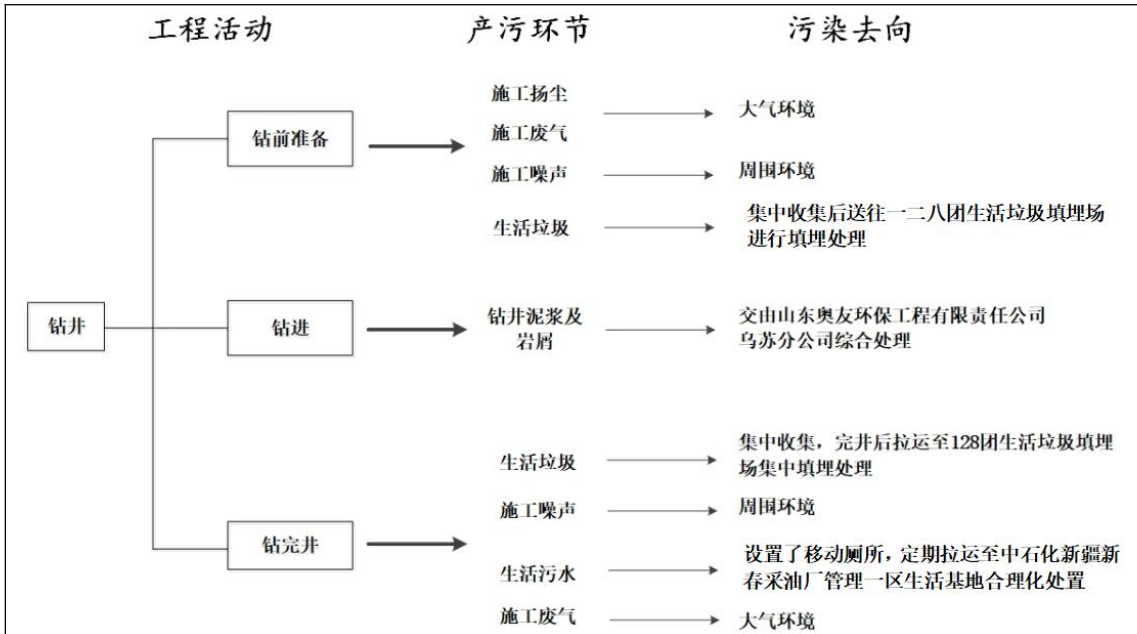 工程活动
产污环节
污染去向
钻井
钻前准备
施工扬尘
施工废气
大气环境
施工噪声
周围环境
生活垃圾
集中收集后送往一二八团生活垃圾填埋场
进行填埋处理
钻进
钻井泥浆及
岩屑
交由山东奥友环保工程有限责任公司
乌苏分公司综合处理
钻完井
生活垃圾
集中收集，完井后拉运至128团生活垃圾填埋
场集中填埋处理
施工噪声
周围环境
生活污水
设置了移动厕所，定期拉运至中石化新疆新
春采油厂管理一区生活基地合理化处置
施工废气
大气环境